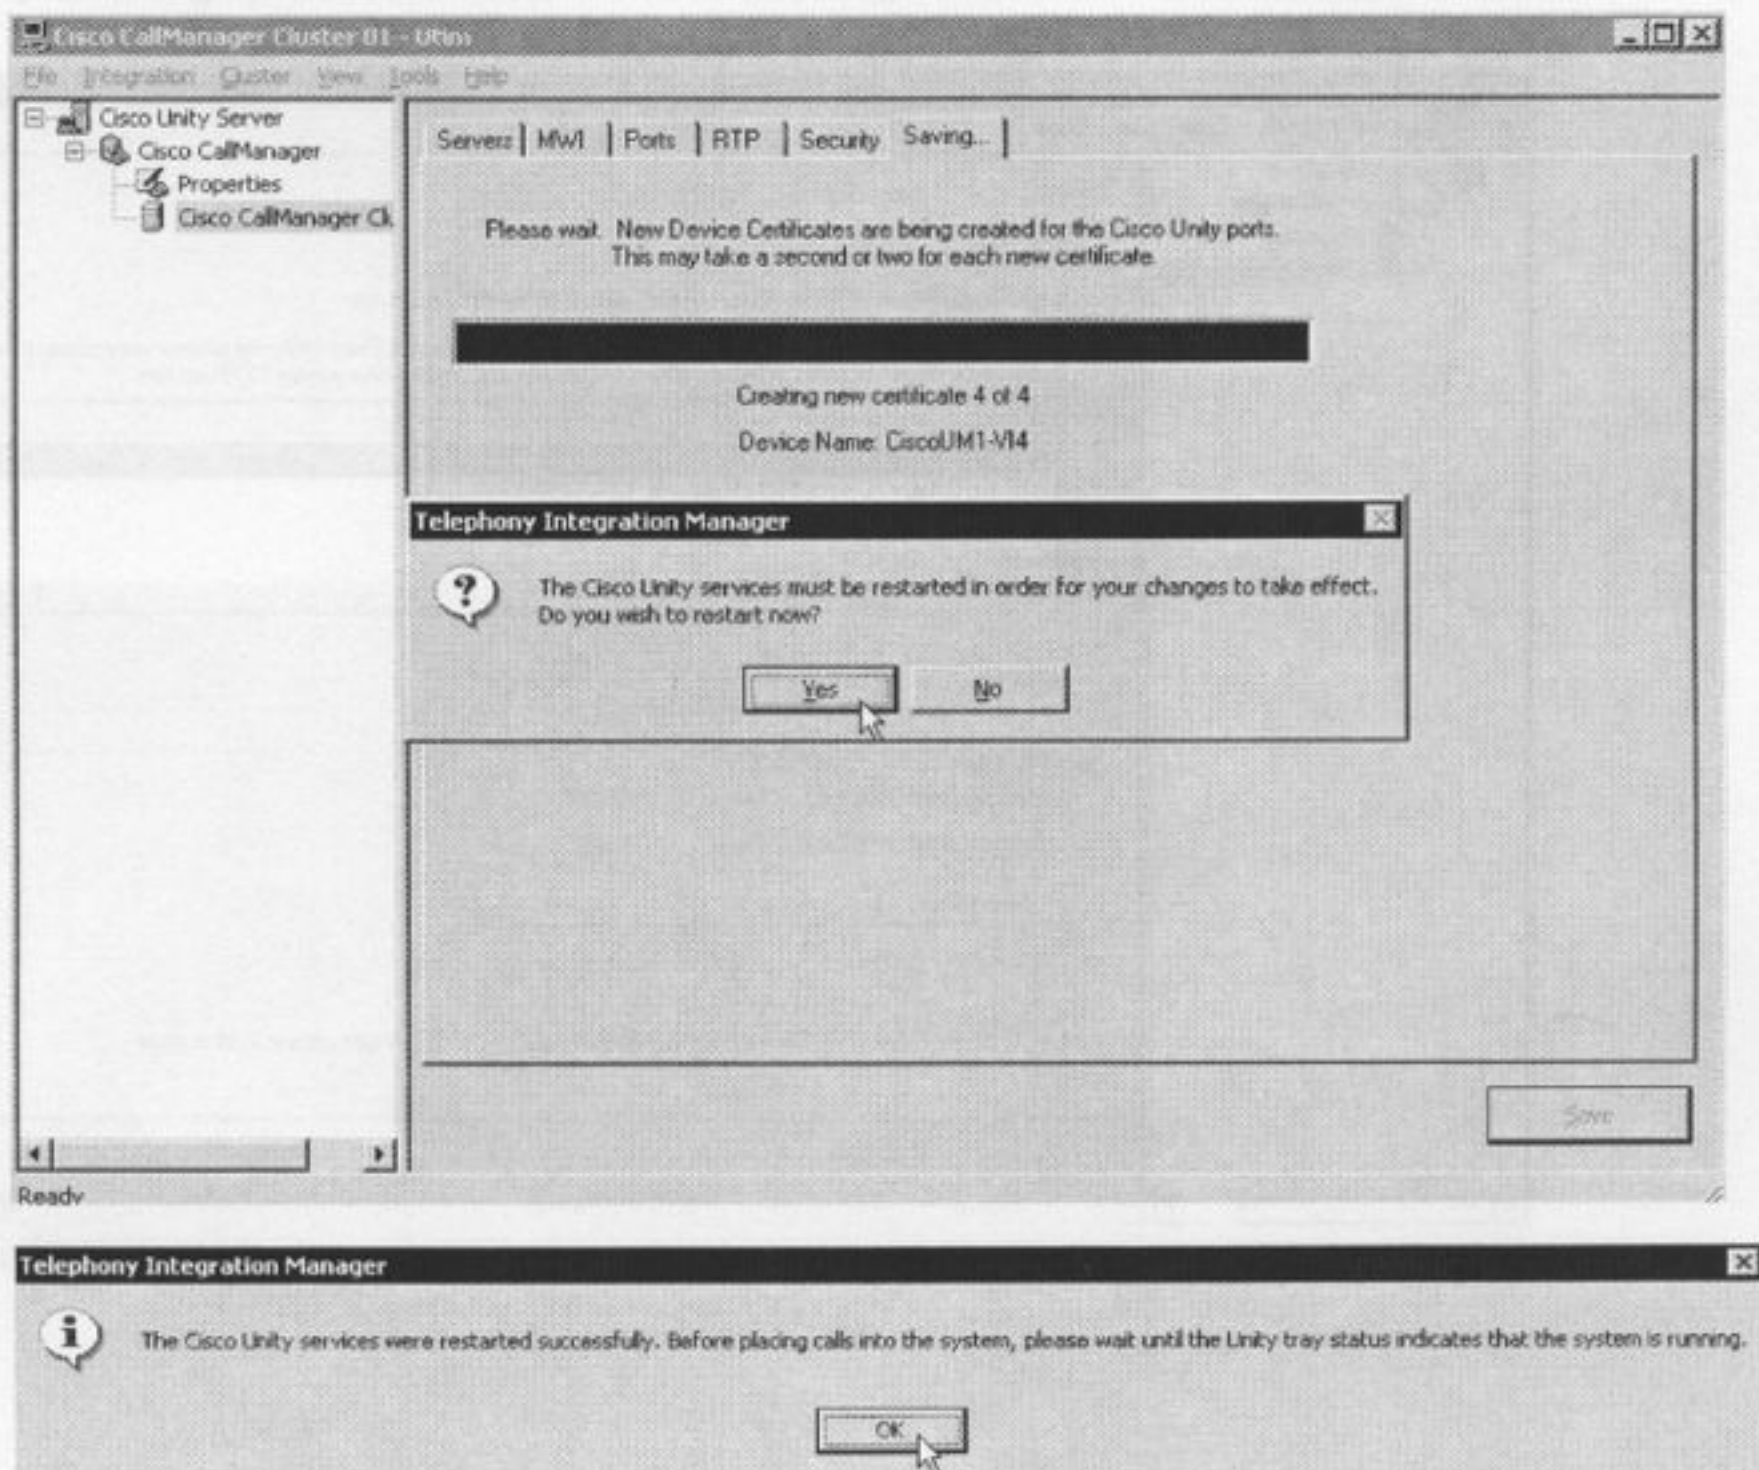 Cisco CallManager Cluster 01 - Utim
File Integration Cluster View Tools Help
Cisco Unity Server
Cisco CallManager
Properties
Cisco CallManager Clu
Servers MWI Ports RTP Security Saving...
Please wait. New Device Certificates are being created for the Cisco Unity ports.
This may take a second or two for each new certificate.
Creating new certificate 4 of 4
Device Name: CiscoUM1-VI4
Telephony Integration Manager
The Cisco Unity services must be restarted in order for your changes to take effect.
Do you wish to restart now?
Yes No
Save
Ready
Telephony Integration Manager
The Cisco Unity services were restarted successfully. Before placing calls into the system, please wait until the Unity tray status indicates that the system is running.
OK